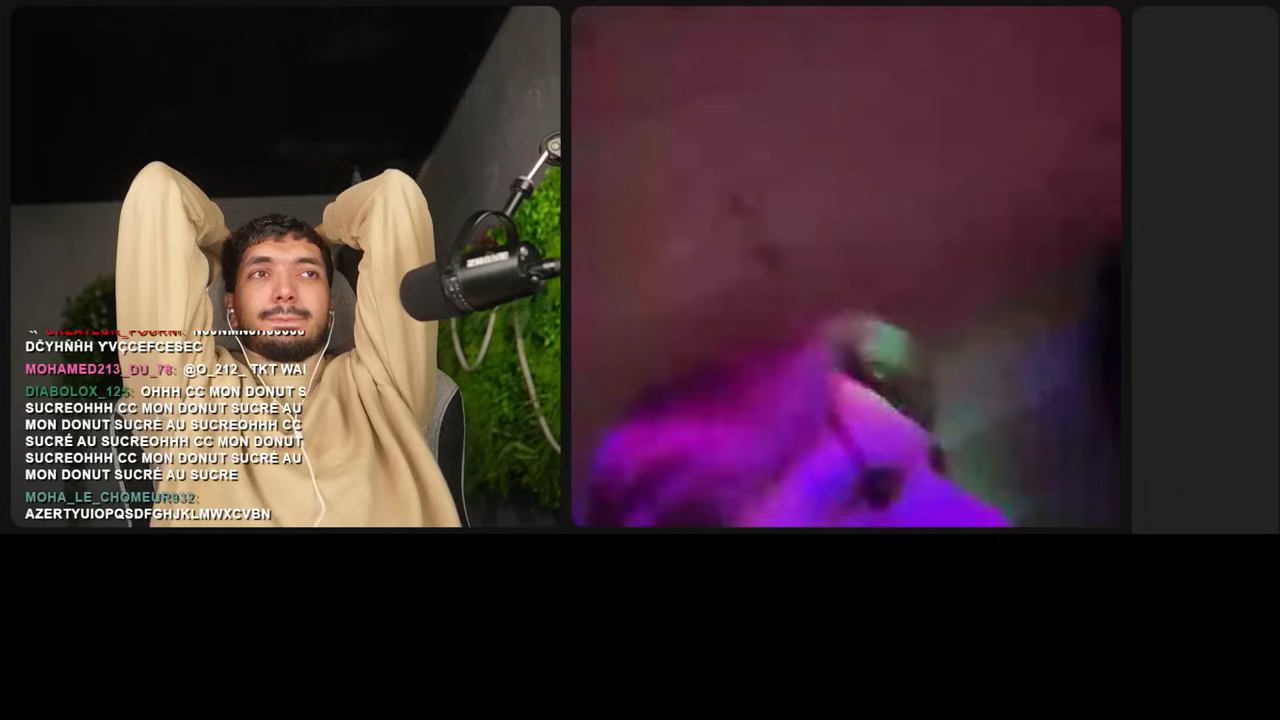 DČYHÑĤH YVÇCEFCESEC
MOHAMED213_DU_78: @O_212_ TKT WAI
DIABOLOX_125: OHHH CC MON DONUT S
SUCREOHHH CC MON DONUT SUCRÉ AU
MON DONUT SUCRÉ AU SUCREOHHH CC
SUCRÉ AU SUCREOHHH CC MON DONUT
SUCREOHHH CC MON DONUT SUCRÉ AU
MON DONUT SUCRÉ AU SUCRE
MOHA_LE_CHOMEUR932:
AZERTYUIOPQSDFGHJKLMWXCVBN